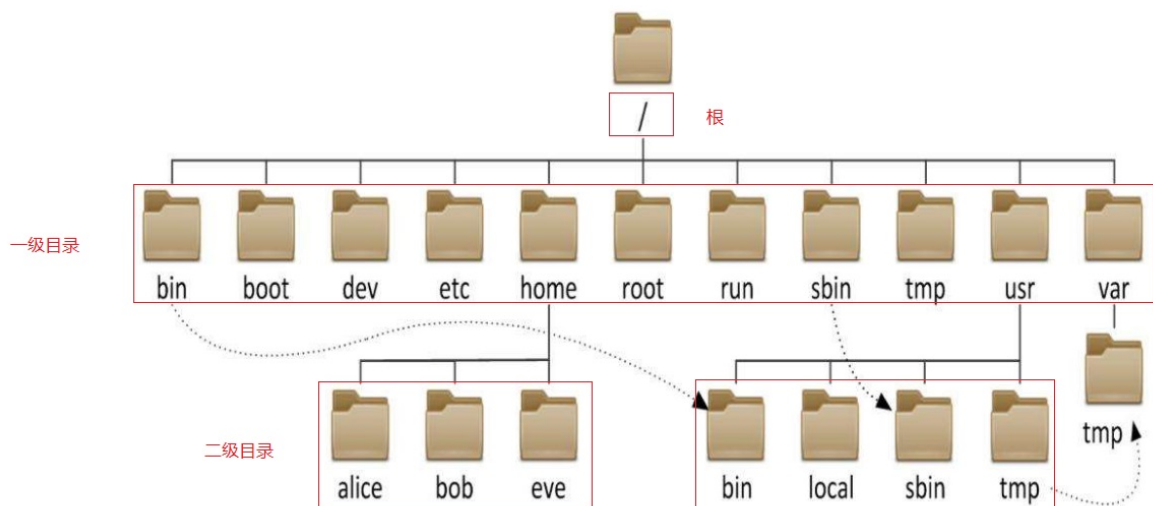 /
根
一级目录
bin boot dev etc home root run sbin tmp usr var
tmp
二级目录
alice bob eve bin local sbin tmp